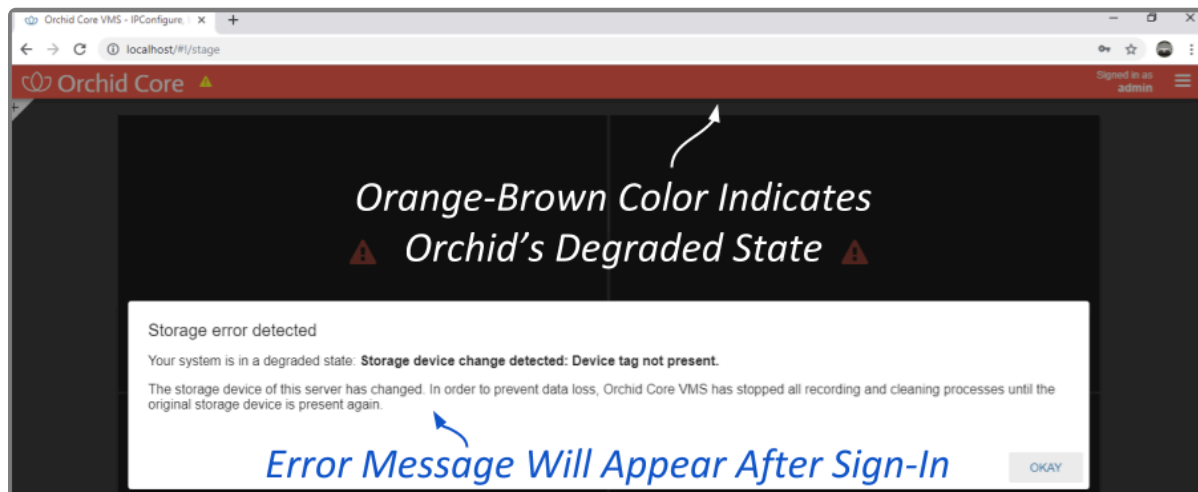 Orchid Core VMS - IPConfigure,
localhost/#!/stage
Orchid Core
Signed in as
admin
Orange-Brown Color Indicates
Orchid’s Degraded State
Storage error detected
Your system is in a degraded state: Storage device change detected: Device tag not present.
The storage device of this server has changed. In order to prevent data loss, Orchid Core VMS has stopped all recording and cleaning processes until the
original storage device is present again.
Error Message Will Appear After Sign-In
OKAY